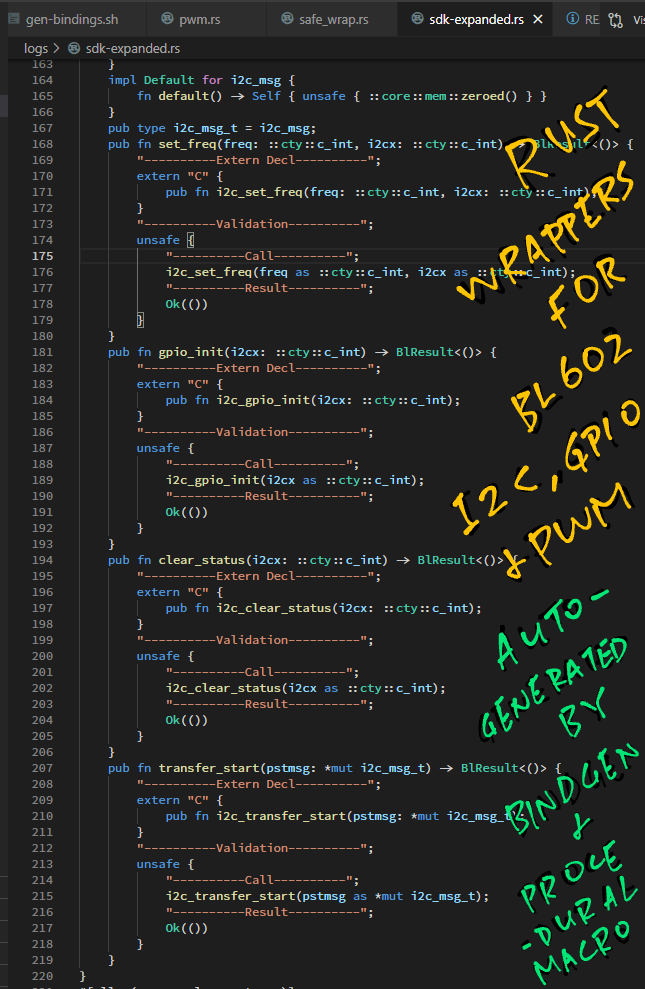 gen-bindings.sh pwm.rs safe_wrap.rs sdk-expanded.rs × RE Vis
logs > sdk-expanded.rs
163 }
164 impl Default for i2c_msg {
165 fn default() -> Self { unsafe { ::core::mem::zeroed() } }
166 }
167 pub type i2c_msg_t = i2c_msg;
168 pub fn set_freq(freq: ::cty::c_int, i2cx: ::cty::c_int) -> BlResult<()> {
169 "----------Extern Decl----------";
170 extern "C" {
171 pub fn i2c_set_freq(freq: ::cty::c_int, i2cx: ::cty::c_int);
172 }
173 "----------Validation----------";
174 unsafe {
175 "----------Call----------";
176 i2c_set_freq(freq as ::cty::c_int, i2cx as ::cty::c_int);
177 "----------Result----------";
178 Ok(())
179 }
180 }
181 pub fn gpio_init(i2cx: ::cty::c_int) -> BlResult<()> {
182 "----------Extern Decl----------";
183 extern "C" {
184 pub fn i2c_gpio_init(i2cx: ::cty::c_int);
185 }
186 "----------Validation----------";
187 unsafe {
188 "----------Call----------";
189 i2c_gpio_init(i2cx as ::cty::c_int);
190 "----------Result----------";
191 Ok(())
192 }
193 }
194 pub fn clear_status(i2cx: ::cty::c_int) -> BlResult<()> {
195 "----------Extern Decl----------";
196 extern "C" {
197 pub fn i2c_clear_status(i2cx: ::cty::c_int);
198 }
199 "----------Validation----------";
200 unsafe {
201 "----------Call----------";
202 i2c_clear_status(i2cx as ::cty::c_int);
203 "----------Result----------";
204 Ok(())
205 }
206 }
207 pub fn transfer_start(pstmsg: *mut i2c_msg_t) -> BlResult<()> {
208 "----------Extern Decl----------";
209 extern "C" {
210 pub fn i2c_transfer_start(pstmsg: *mut i2c_msg_t);
211 }
212 "----------Validation----------";
213 unsafe {
214 "----------Call----------";
215 i2c_transfer_start(pstmsg as *mut i2c_msg_t);
216 "----------Result----------";
217 Ok(())
218 }
219 }
220 }
RUST
WRAPPERS
FOR
BL602
I2C, GPIO
& PWM
AUTO-
GENERATED
BY
BINDGEN
&
PROCE
-DURAL
MACRO